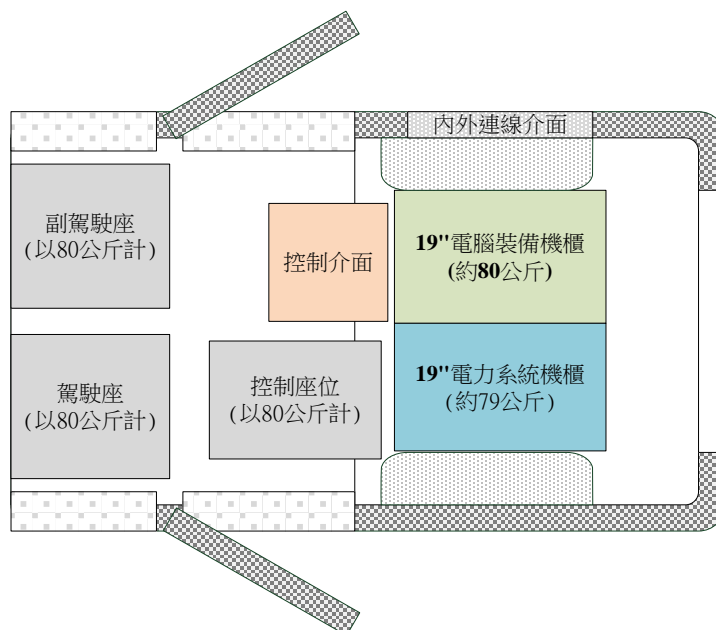 內外連線介面
副駕駛座
(以80公斤計)
控制介面
19"電腦裝備機櫃
(約80公斤)
駕駛座
(以80公斤計)
控制座位
(以80公斤計)
19"電力系統機櫃
(約79公斤)